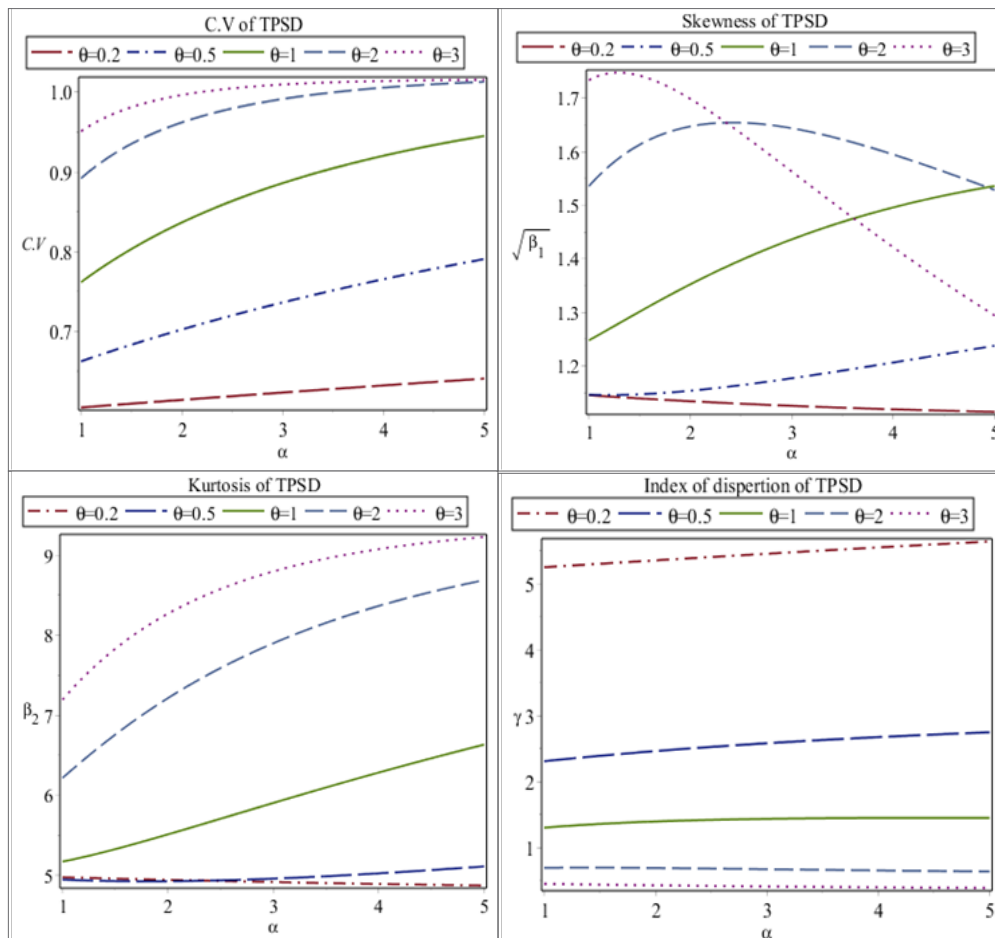 C.V of TPSD
θ=0.2 θ=0.5 θ=1 θ=2 θ=3
1.0
0.9
C.V 0.8
0.7
1 2 3 4 5
α
Skewness of TPSD
θ=0.2 θ=0.5 θ=1 θ=2 θ=3
1.7
1.6
1.5
√β₁
1.4
1.3
1.2
1 2 3 4 5
α
Kurtosis of TPSD
θ=0.2 θ=0.5 θ=1 θ=2 θ=3
9
8
β₂ 7
6
5
1 2 3 4 5
α
Index of dispertion of TPSD
θ=0.2 θ=0.5 θ=1 θ=2 θ=3
5
4
γ 3
2
1
1 2 3 4 5
α